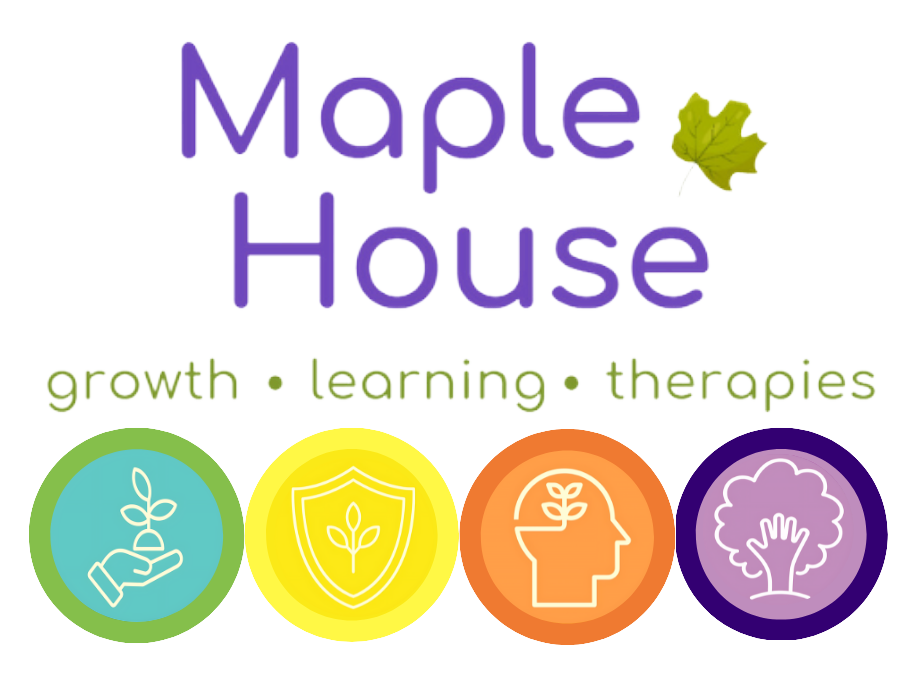 Maple
House
growth • learning • therapies